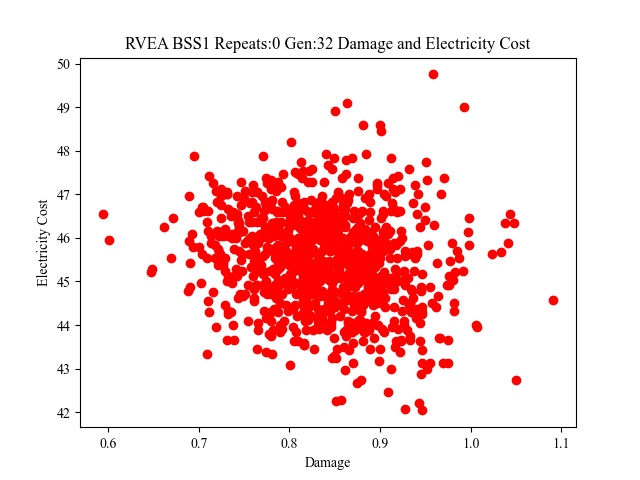 RVEA BSS1 Repeats:0 Gen:32 Damage and Electricity Cost
50
49
48
47
46
45
44
43
42
Electricity Cost
0.6 0.7 0.8 0.9 1.0 1.1
Damage